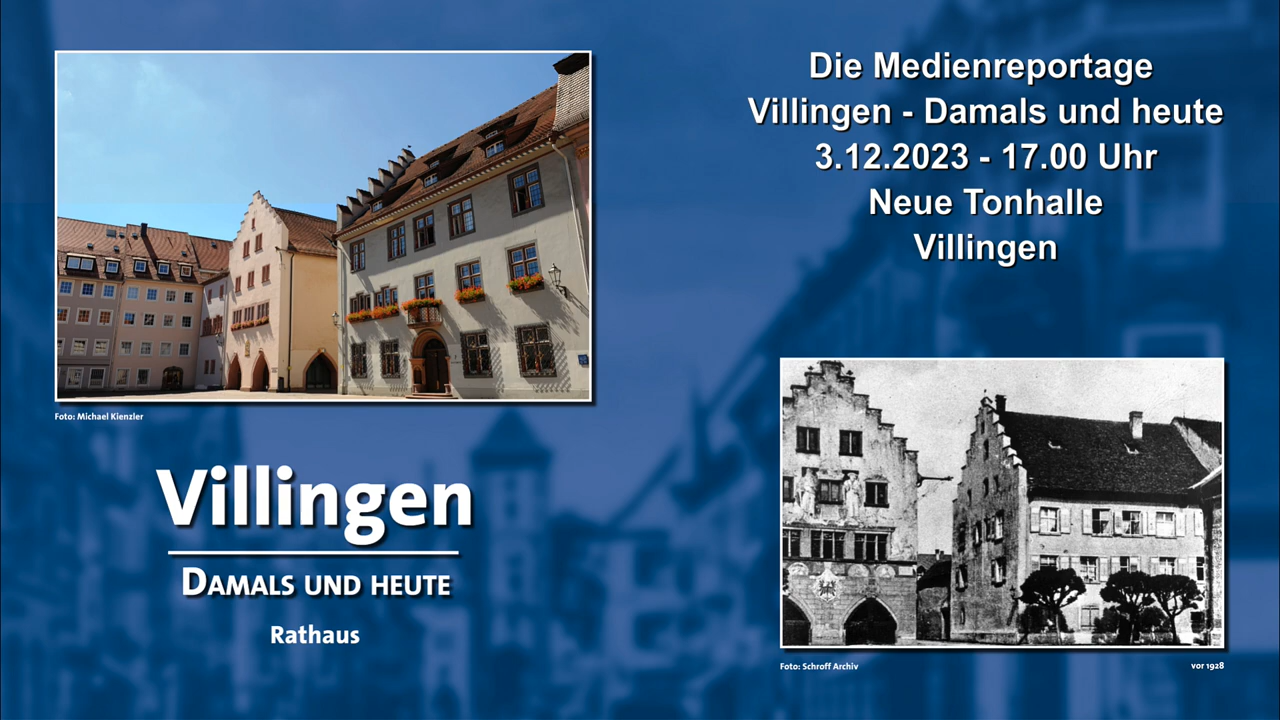 Die Medienreportage
Villingen - Damals und heute
3.12.2023 - 17.00 Uhr
Neue Tonhalle
Villingen
Foto: Michael Kienzler
Villingen
DAMALS UND HEUTE
Rathaus
Foto: Schroff Archiv
vor 1928